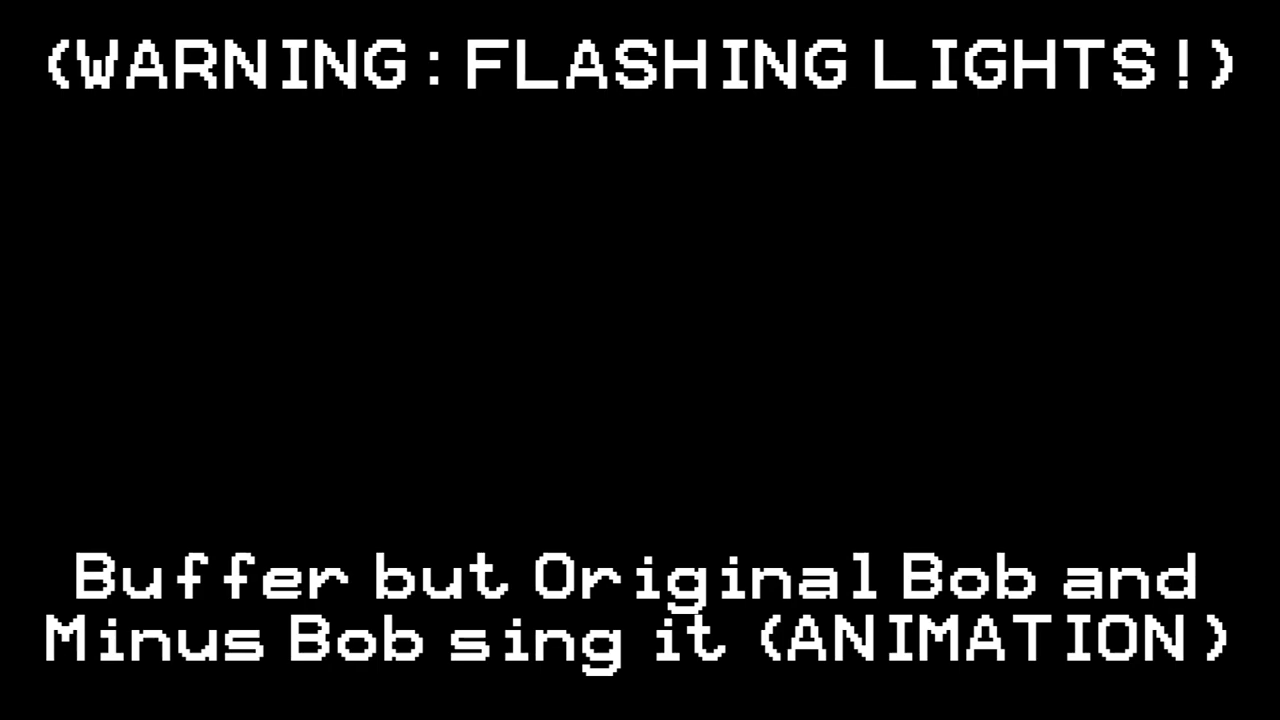 (WARNING: FLASHING LIGHTS!)
Buffer but Original Bob and
Minus Bob sing it (ANIMATION)